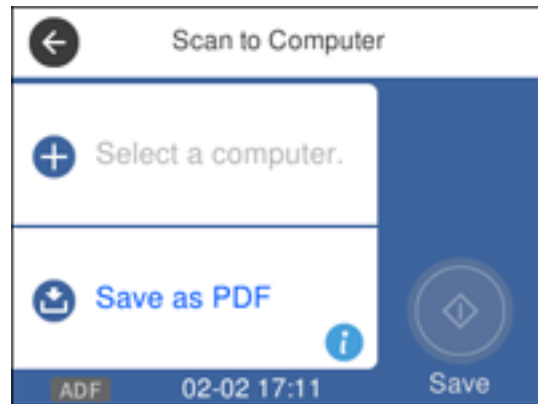 Scan to Computer
Select a computer.
Save as PDF
i
ADF 02-02 17:11 Save